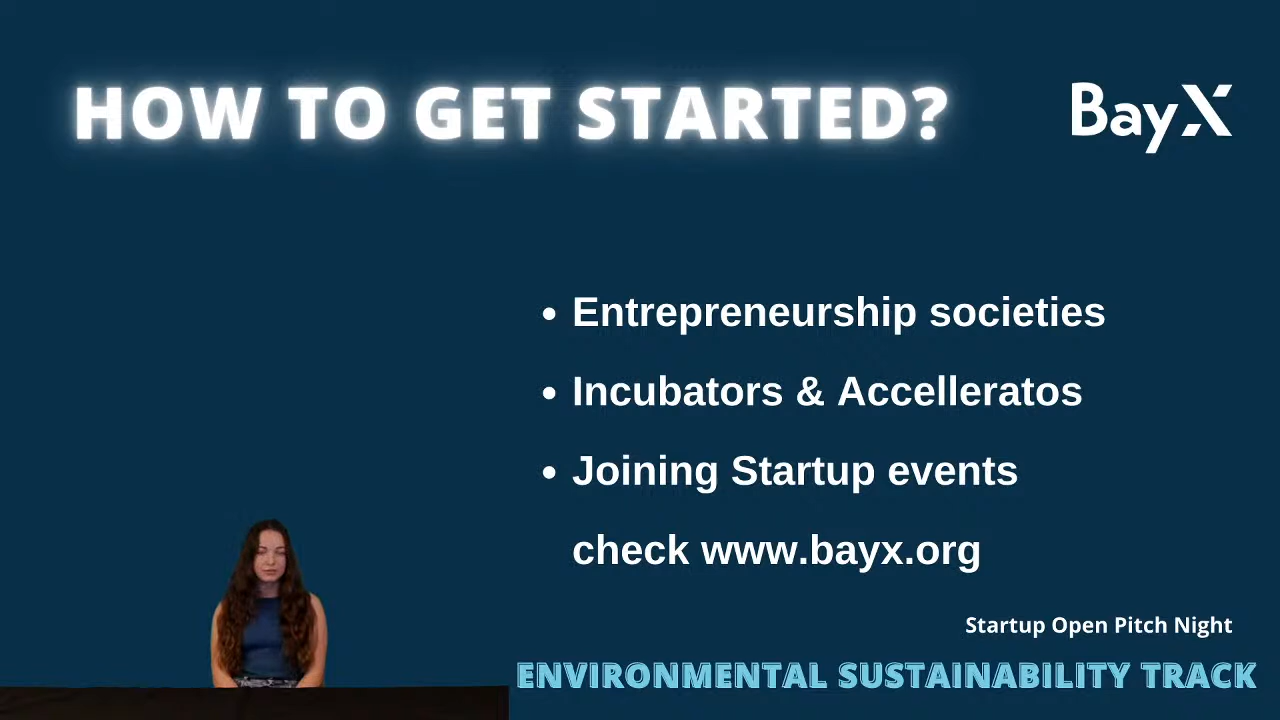 HOW TO GET STARTED?
BayX
• Entrepreneurship societies
• Incubators & Accelleratos
• Joining Startup events
check www.bayx.org
Startup Open Pitch Night
ENVIRONMENTAL SUSTAINABILITY TRACK